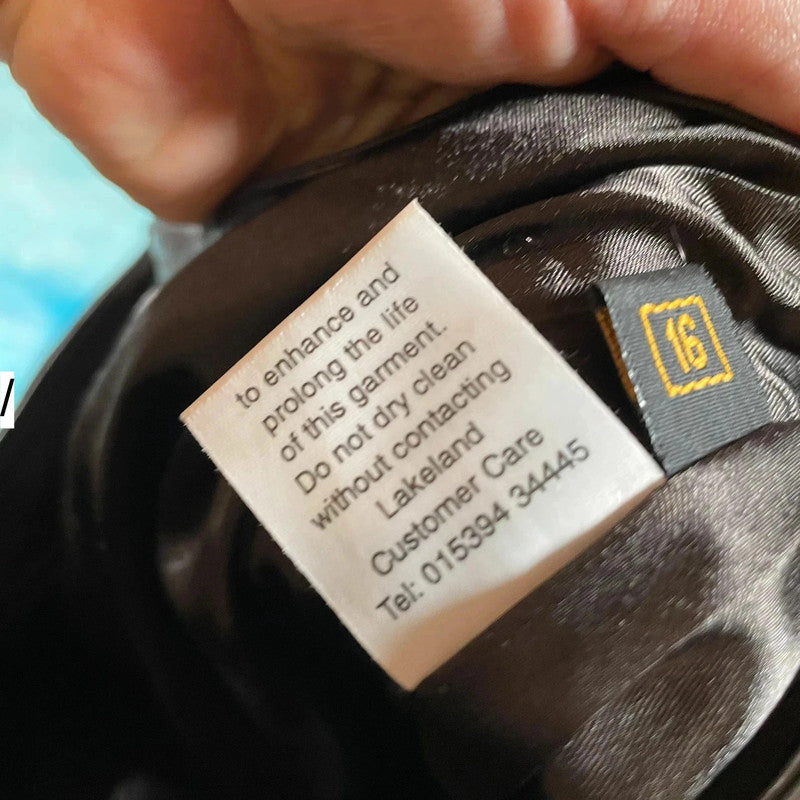 to enhance and
prolong the life
of this garment.
Do not dry clean
without contacting
Lakeland
Customer Care
Tel: 015394 34445
16
/